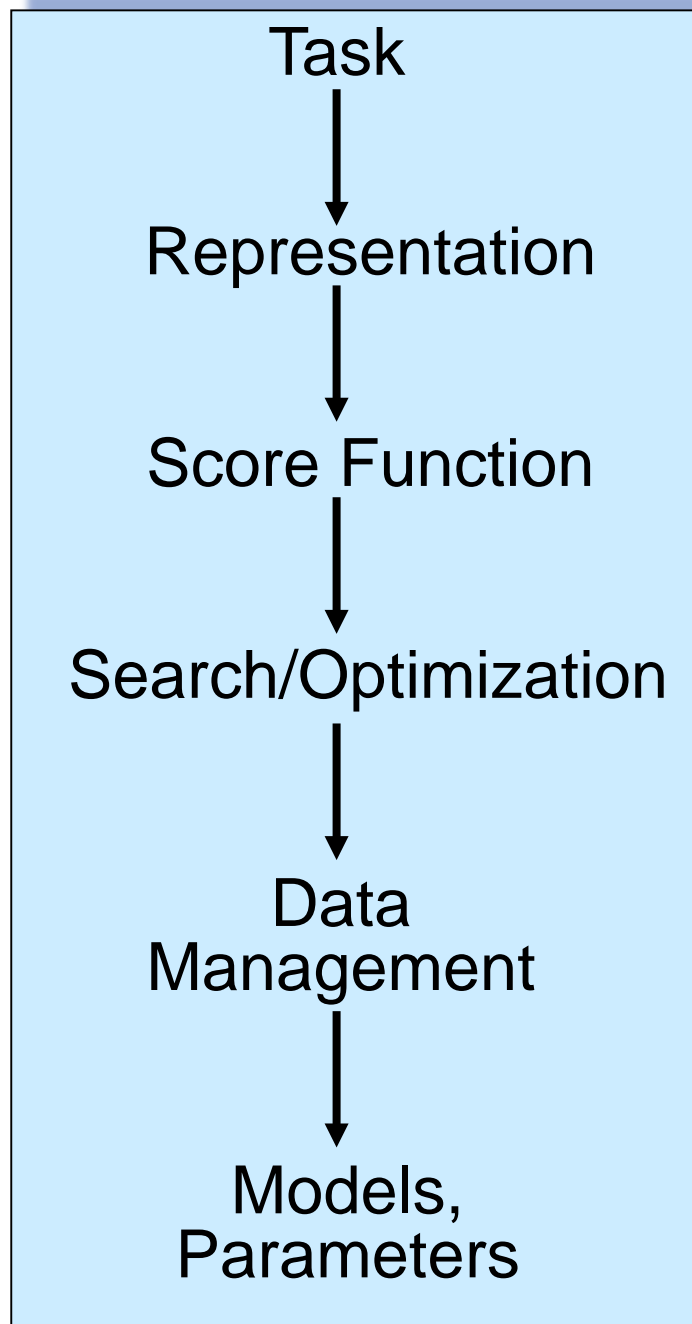 Task
Representation
Score Function
Search/Optimization
Data
Management
Models,
Parameters